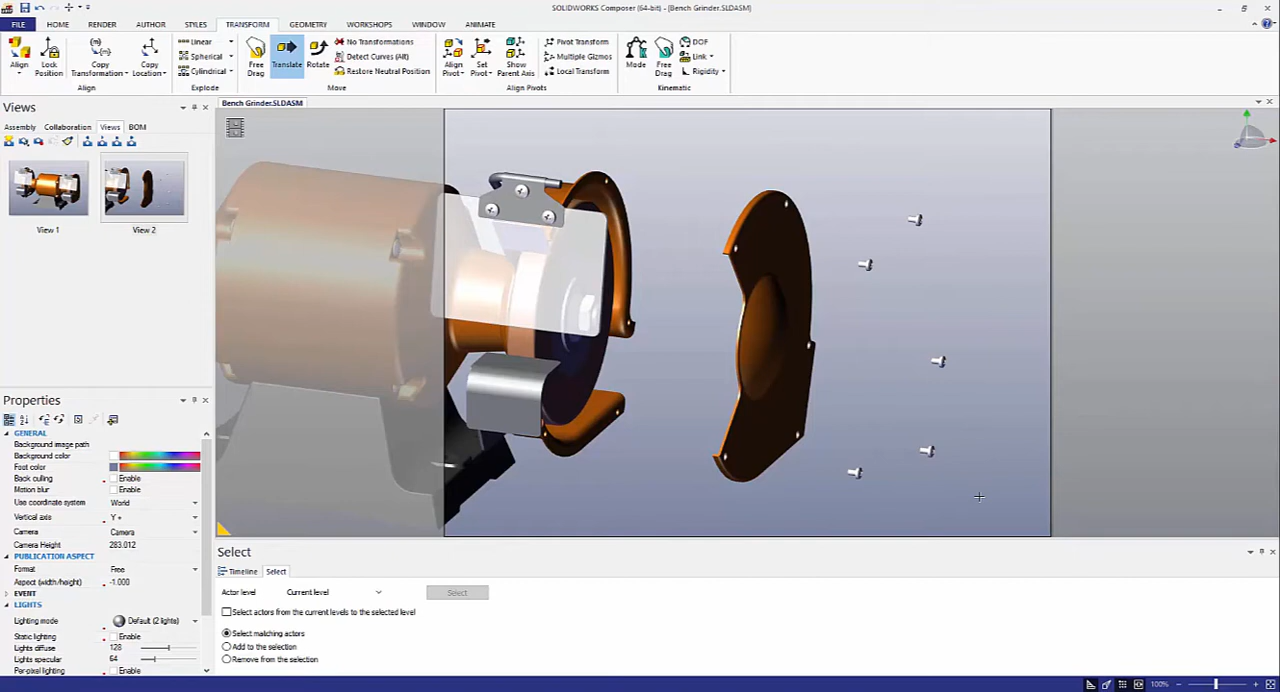 SOLIDWORKS Composer (64-bit) - [Bench Grinder.SLDASM]
FILE HOME RENDER AUTHOR STYLES TRANSFORM GEOMETRY WORKSHOPS WINDOW ANIMATE
Align Lock Position Copy Transformation Copy Location
Align
Linear
Spherical
Cylindrical
Explode
Free Drag Translate Rotate
No Transformations
Detect Curves (Alt)
Restore Neutral Position
Move
Align Pivot Set Pivot Show Parent Axis
Pivot Transform
Multiple Gizmos
Local Transform
Align Pivots
Mode Free Drag
DOF
Link
Rigidity
Kinematic
Views
Assembly Collaboration Views BOM
View 1 View 2
Bench Grinder.SLDASM
Properties
GENERAL
Background image path
Background color
Foot color
Back culling Enable
Motion blur Enable
Use coordinate system World
Vertical axis Y +
Camera Camera
Camera Height 283.012
PUBLICATION ASPECT
Format Free
Aspect (width/height) -1.000
EVENT
LIGHTS
Lighting mode Default (2 lights)
Static lighting Enable
Lights diffuse 128
Lights specular 64
Per-pixel lighting Enable
Select
Timeline Select
Actor level Current level Select
Select actors from the current levels to the selected level
Select matching actors
Add to the selection
Remove from the selection
100%